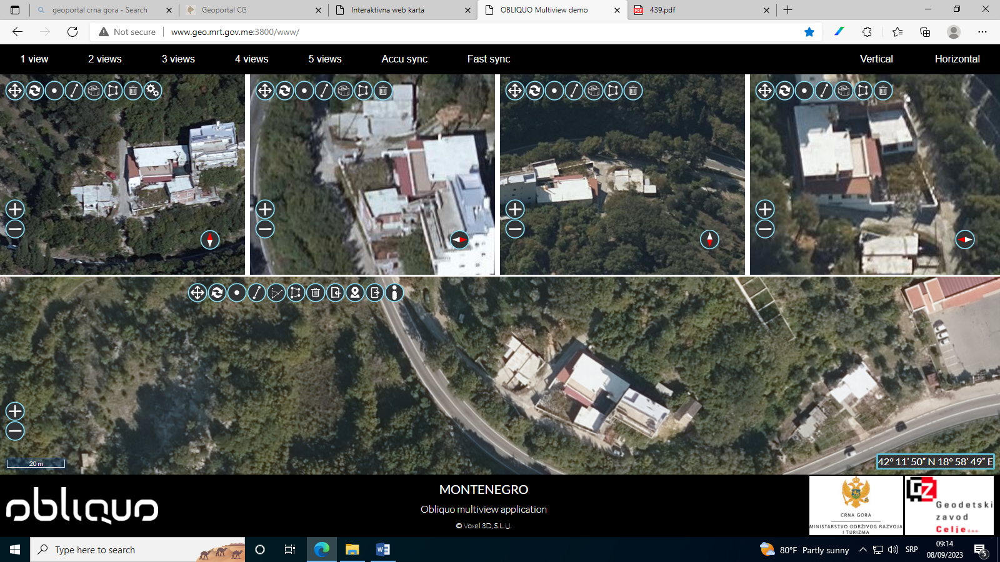 geoportal crna gora - Search
Geoportal CG
Interaktivna web karta
OBLIQUO Multiview demo
439.pdf
Not secure
www.geo.mrt.gov.me:3800/www/
1 view
2 views
3 views
4 views
5 views
Accu sync
Fast sync
Vertical
Horizontal
20 m
42° 11′ 50″ N 18° 58′ 49″ E
obliquo
MONTENEGRO
Obliquo multiview application
© Voxel 3D, S.L.U.
CRNA GORA
MINISTARSTVO ODRŽIVOG RAZVOJA
I TURIZMA
GZ
Geodetski
zavod
Celje d.o.o.
Type here to search
80°F Partly sunny
SRP
09:14
08/09/2023
5